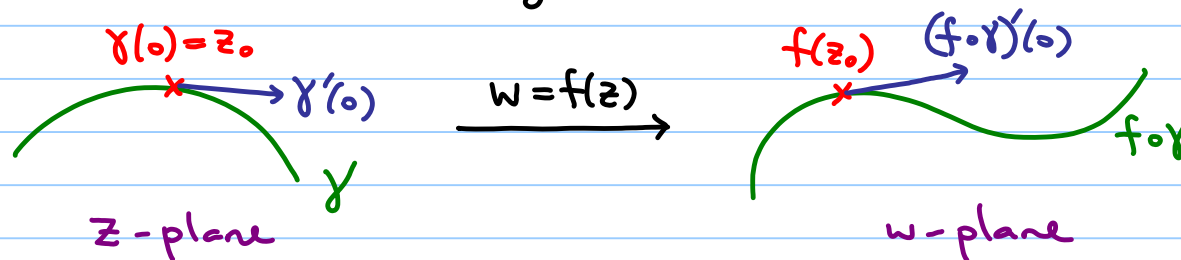 γ(0) = z₀
γ'(0)
γ
z-plane
w = f(z)
f(z₀)
(f∘γ)'(0)
f∘γ
w-plane